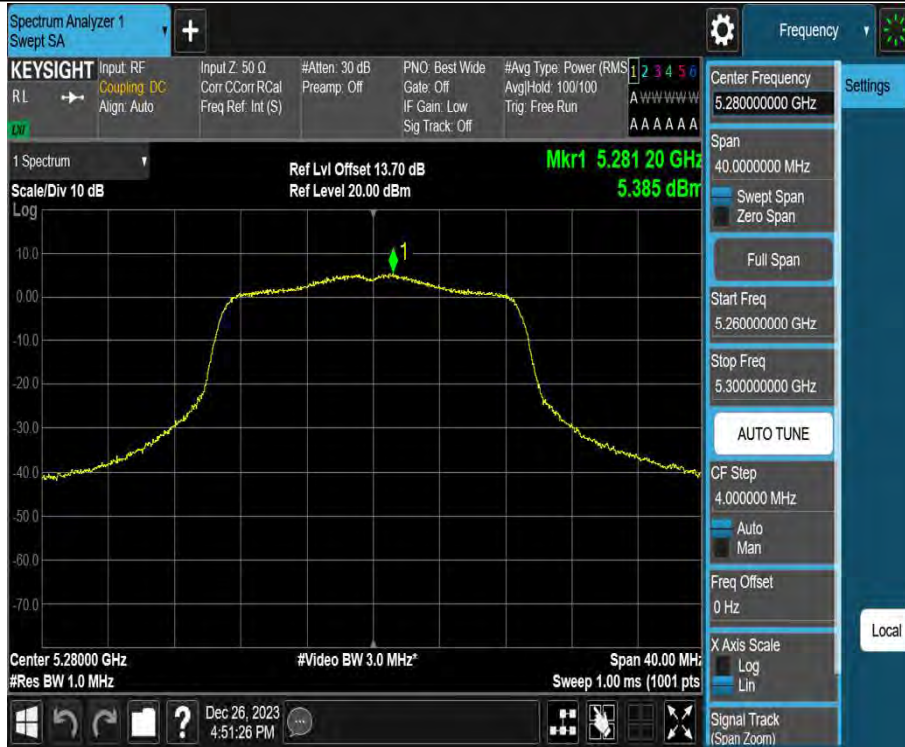 Spectrum Analyzer 1
Swept SA
+
Frequency
KEYSIGHT
RL
LXI
Input: RF
Coupling: DC
Align: Auto
Input Z: 50 Ω
Corr CCorr RCal
Freq Ref: Int (S)
#Atten: 30 dB
Preamp: Off
PNO: Best Wide
Gate: Off
IF Gain: Low
Sig Track: Off
#Avg Type: Power (RMS
Avg|Hold: 100/100
Trig: Free Run
1 2 3 4 5 6
A W W W W W
A A A A A A
1 Spectrum
Scale/Div 10 dB
Ref Lvl Offset 13.70 dB
Ref Level 20.00 dBm
Mkr1 5.281 20 GHz
5.385 dBm
Log
10.0
0.00
-10.0
-20.0
-30.0
-40.0
-50.0
-60.0
-70.0
1
Center 5.28000 GHz
#Res BW 1.0 MHz
#Video BW 3.0 MHz*
Span 40.00 MHz
Sweep 1.00 ms (1001 pts
Dec 26, 2023
4:51:26 PM
Center Frequency
5.280000000 GHz
Span
40.0000000 MHz
Swept Span
Zero Span
Full Span
Start Freq
5.260000000 GHz
Stop Freq
5.300000000 GHz
AUTO TUNE
CF Step
4.000000 MHz
Auto
Man
Freq Offset
0 Hz
X Axis Scale
Log
Lin
Signal Track
(Span Zoom)
Settings
Local